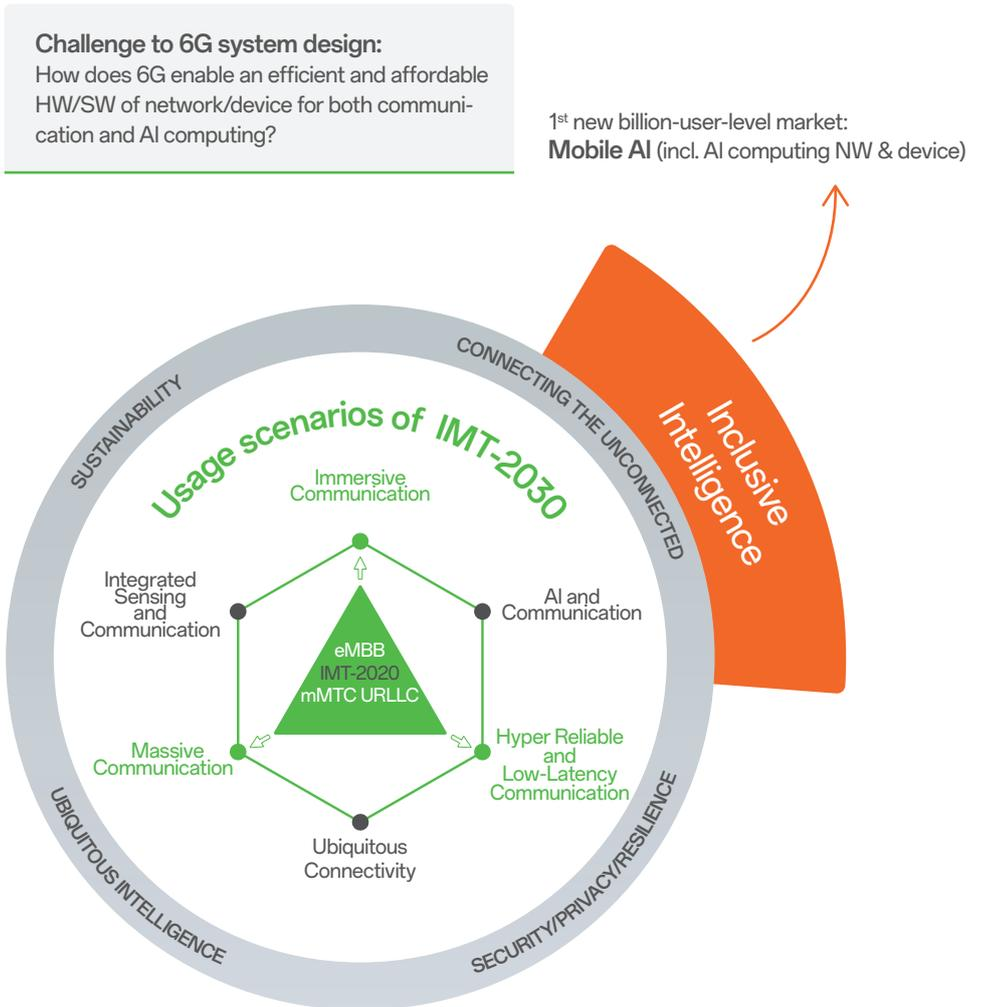 Challenge to 6G system design:
How does 6G enable an efficient and affordable
HW/SW of network/device for both communi-
cation and AI computing?
1st new billion-user-level market:
Mobile AI (incl. AI computing NW & device)
Inclusive
Intelligence
SUSTAINABILITY
CONNECTING THE UNCONNECTED
Usage scenarios of IMT-2030
Immersive
Communication
Integrated
Sensing
and
Communication
AI and
Communication
eMBB
IMT-2020
mMTC URLLC
Massive
Communication
Hyper Reliable
and
Low-Latency
Communication
Ubiquitous
Connectivity
UBIQUITOUS INTELLIGENCE
SECURITY/PRIVACY/RESILIENCE